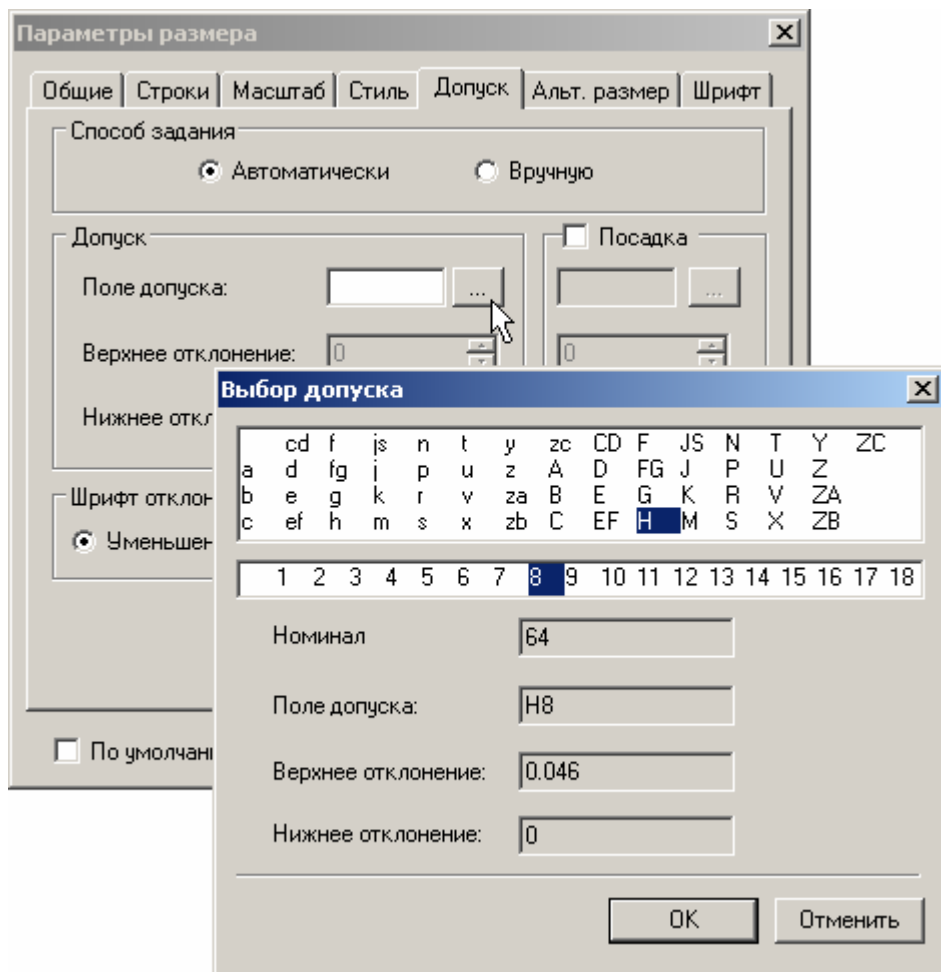 Параметры размера
Общие Строки Масштаб Стиль Допуск Альт. размер Шрифт
Способ задания
Автоматически Вручную
Допуск Посадка
Поле допуска: ... ...
Верхнее отклонение: 0 0
Нижнее откл
Шрифт отклон
Уменьшен
По умолчани
Выбор допуска
cd f js n t y zc CD F JS N T Y ZC
a d fg j p u z A D FG J P U Z
b e g k r v za B E G K R V ZA
c ef h m s x zb C EF H M S X ZB
1 2 3 4 5 6 7 8 9 10 11 12 13 14 15 16 17 18
Номинал 64
Поле допуска: H8
Верхнее отклонение: 0.046
Нижнее отклонение: 0
OK Отменить